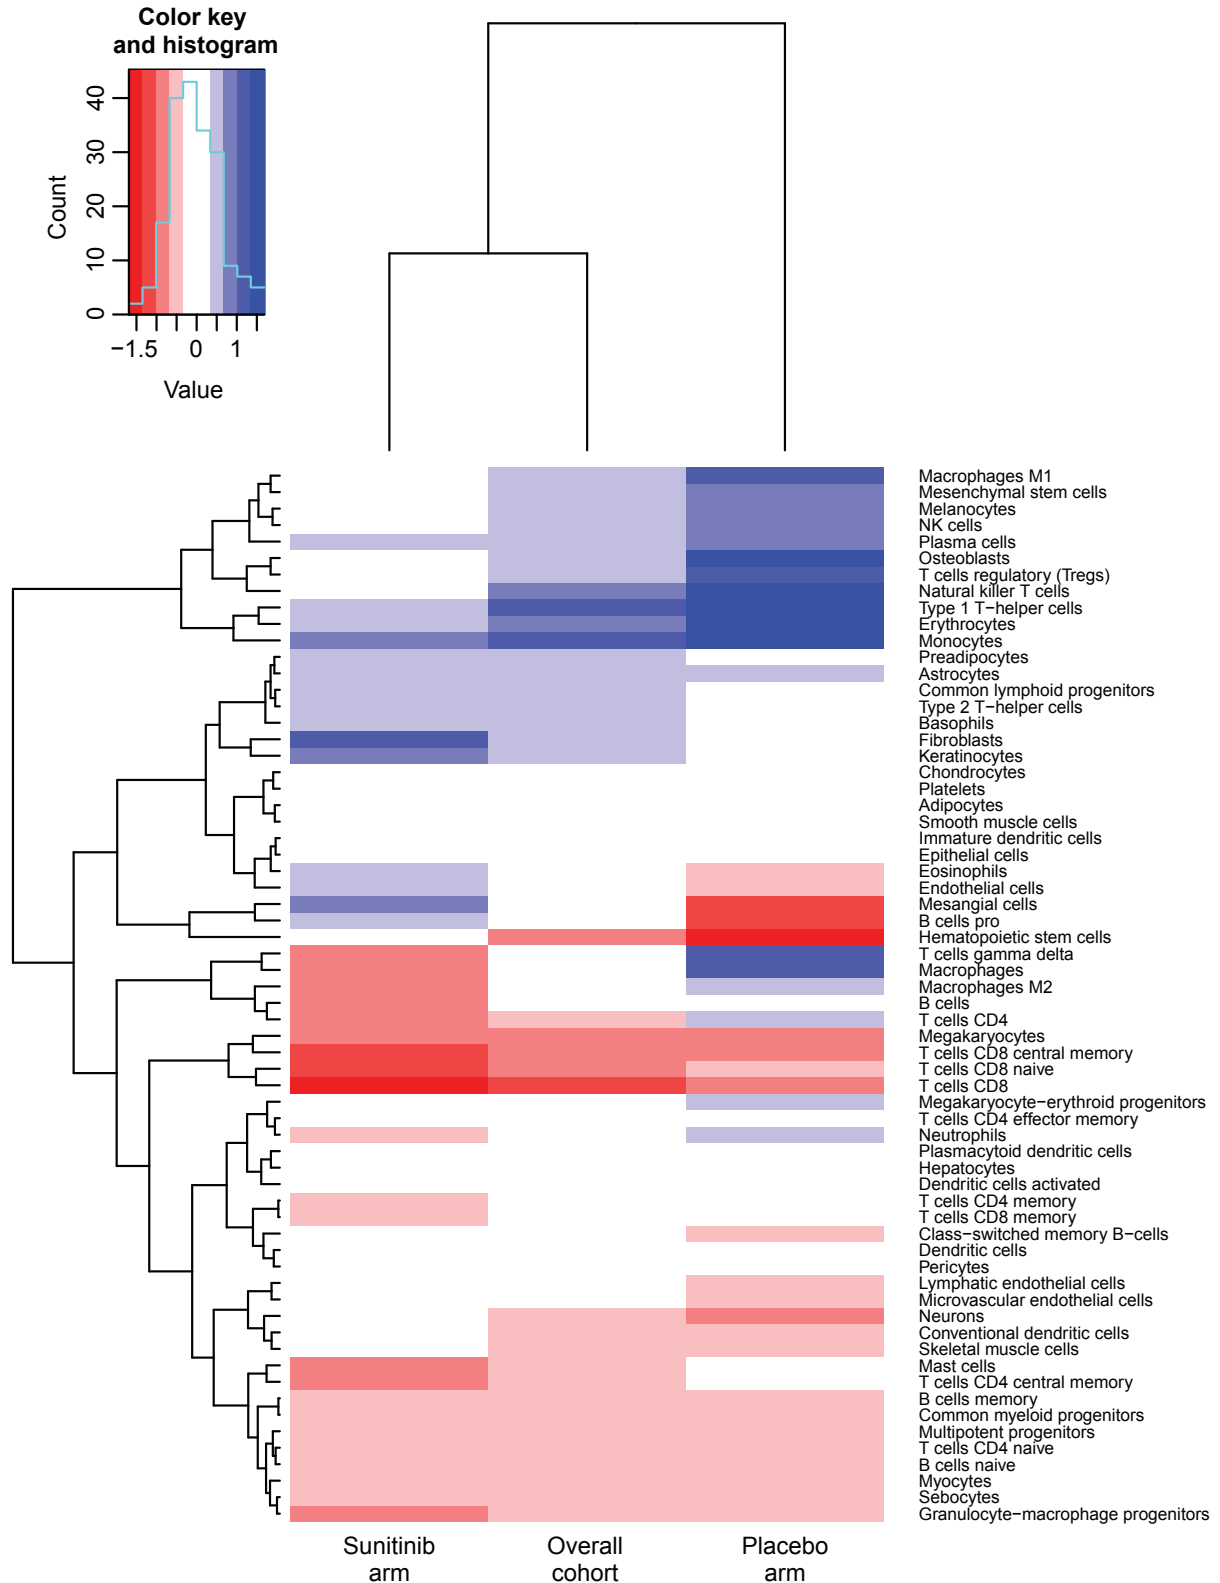 Color key
and histogram
40
30
20
10
0
Count
−1.5 0 1
Value
Macrophages M1
Mesenchymal stem cells
Melanocytes
NK cells
Plasma cells
Osteoblasts
T cells regulatory (Tregs)
Natural killer T cells
Type 1 T−helper cells
Erythrocytes
Monocytes
Preadipocytes
Astrocytes
Common lymphoid progenitors
Type 2 T−helper cells
Basophils
Fibroblasts
Keratinocytes
Chondrocytes
Platelets
Adipocytes
Smooth muscle cells
Immature dendritic cells
Epithelial cells
Eosinophils
Endothelial cells
Mesangial cells
B cells pro
Hematopoietic stem cells
T cells gamma delta
Macrophages
Macrophages M2
B cells
T cells CD4
Megakaryocytes
T cells CD8 central memory
T cells CD8 naive
T cells CD8
Megakaryocyte−erythroid progenitors
T cells CD4 effector memory
Neutrophils
Plasmacytoid dendritic cells
Hepatocytes
Dendritic cells activated
T cells CD4 memory
T cells CD8 memory
Class−switched memory B−cells
Dendritic cells
Pericytes
Lymphatic endothelial cells
Microvascular endothelial cells
Neurons
Conventional dendritic cells
Skeletal muscle cells
Mast cells
T cells CD4 central memory
B cells memory
Common myeloid progenitors
Multipotent progenitors
T cells CD4 naive
B cells naive
Myocytes
Sebocytes
Granulocyte−macrophage progenitors
Sunitinib
arm
Overall
cohort
Placebo
arm